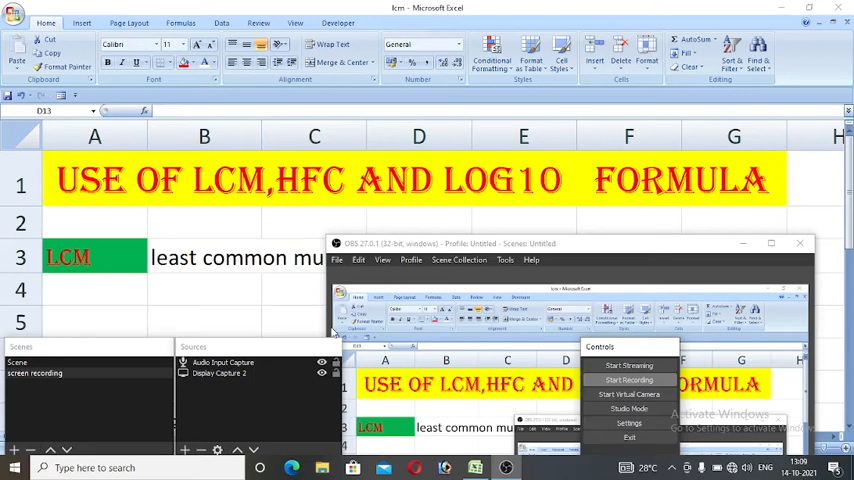 lcm - Microsoft Excel
Home Insert Page Layout Formulas Data Review View Developer
Cut
Copy
Format Painter
Paste
Calibri 11
Wrap Text
Merge & Center
General
Conditional Formatting
Format as Table
Cell Styles
Insert Delete Format
AutoSum
Fill
Clear
Sort & Filter
Find & Select
Clipboard Font Alignment Number Styles Cells Editing
D13
A B C D E F G H
1 USE OF LCM,HFC AND LOG10 FORMULA
2
3 LCM least common mu
4
5
OBS 27.0.1 (32-bit, windows) - Profile: Untitled - Scenes: Untitled
File Edit View Profile Scene Collection Tools Help
Scenes
Scene
screen recording
Sources
Audio Input Capture
Display Capture 2
A B C D
USE OF LCM,HFC AND
FORMULA
LCM least common mu
Controls
Start Streaming
Start Recording
Start Virtual Camera
Studio Mode
Settings
Exit
Activate Windows
Go to Settings to activate Windows
Type here to search
28°C
ENG
13:09
14-10-2021